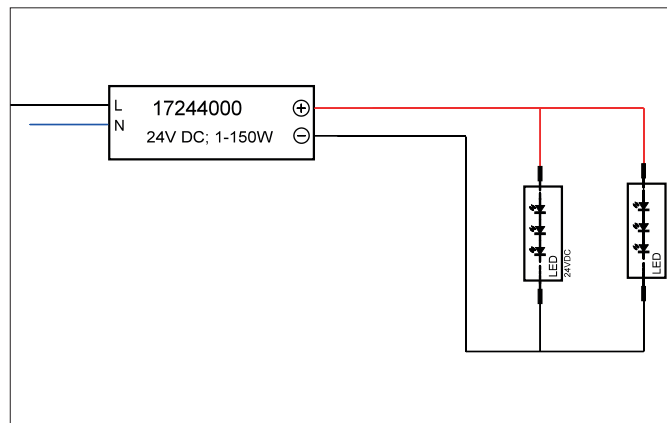 L
17244000
+
N
24V DC; 1-150W
−
LED
24VDC
LED